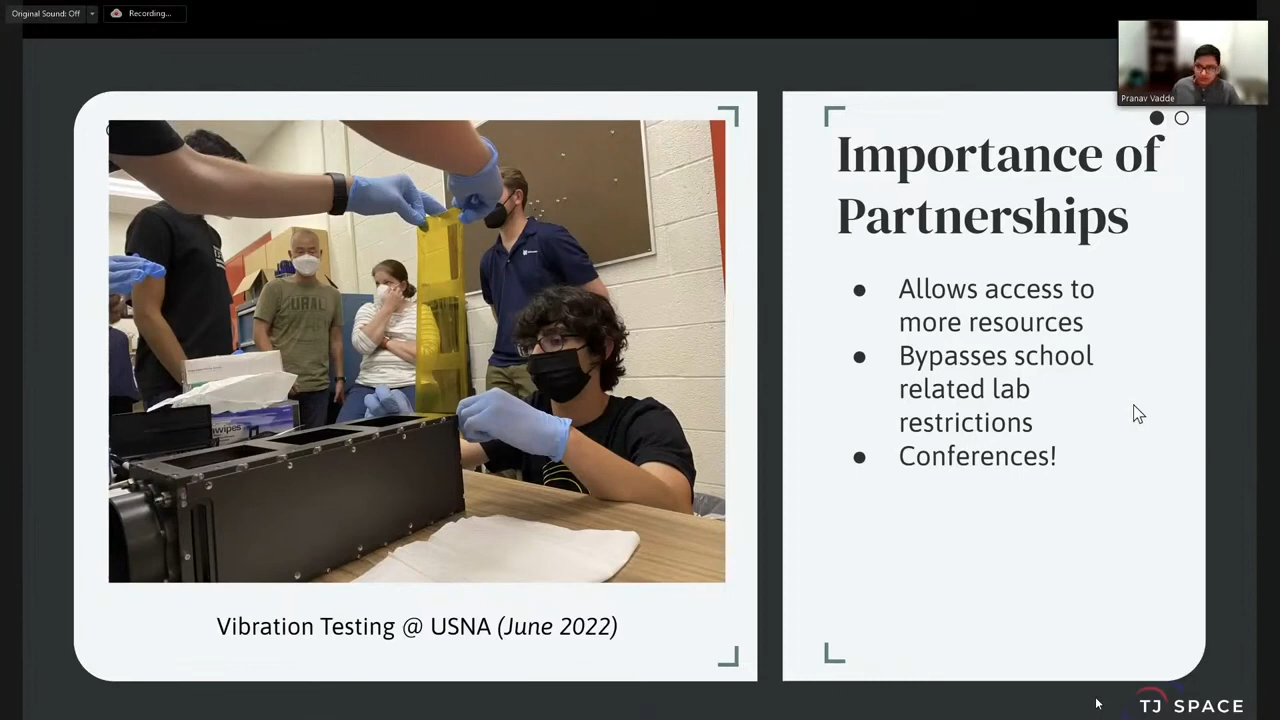 Original Sound: Off
Recording...
Pranav Vadde
Importance of
Partnerships
● Allows access to
more resources
● Bypasses school
related lab
restrictions
● Conferences!
URAL
Vibration Testing @ USNA (June 2022)
TJ SPACE